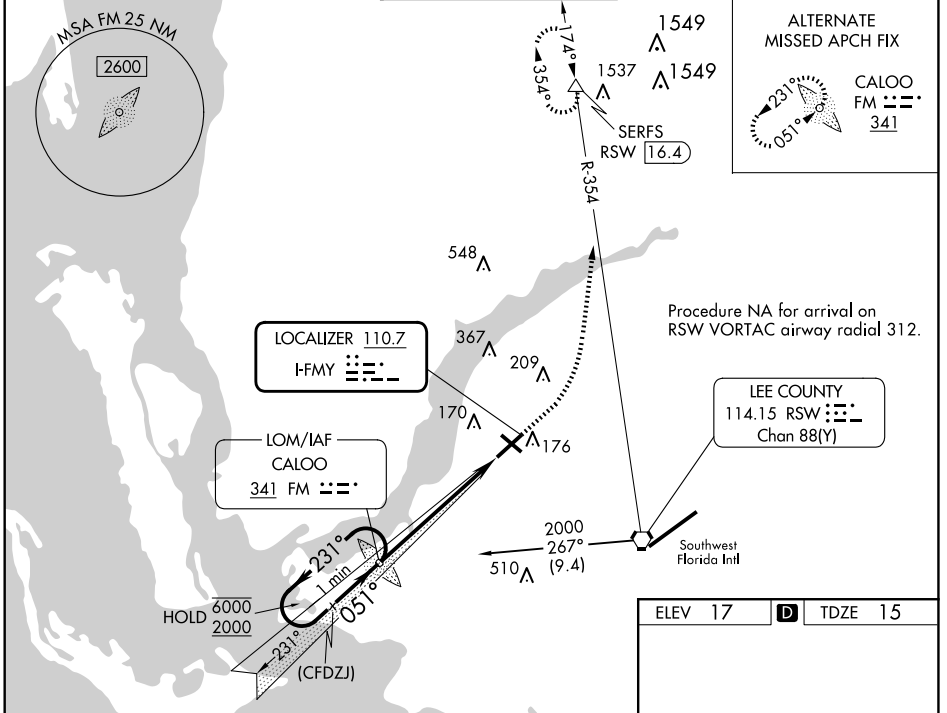 MSA FM 25 NM
2600
174°
354°
1549
1537
1549
SERFS
RSW 16.4
R-354
ALTERNATE
MISSED APCH FIX
231°
051°
CALOO
FM
341
548
Procedure NA for arrival on
RSW VORTAC airway radial 312.
LOCALIZER 110.7
I-FMY
367
209
170
176
LEE COUNTY
114.15 RSW
Chan 88(Y)
LOM/IAF
CALOO
341 FM
231°
1 min
051°
HOLD 6000
2000
231°
(CFDZJ)
2000
267°
(9.4)
510
Southwest
Florida Intl
ELEV 17 D TDZE 15